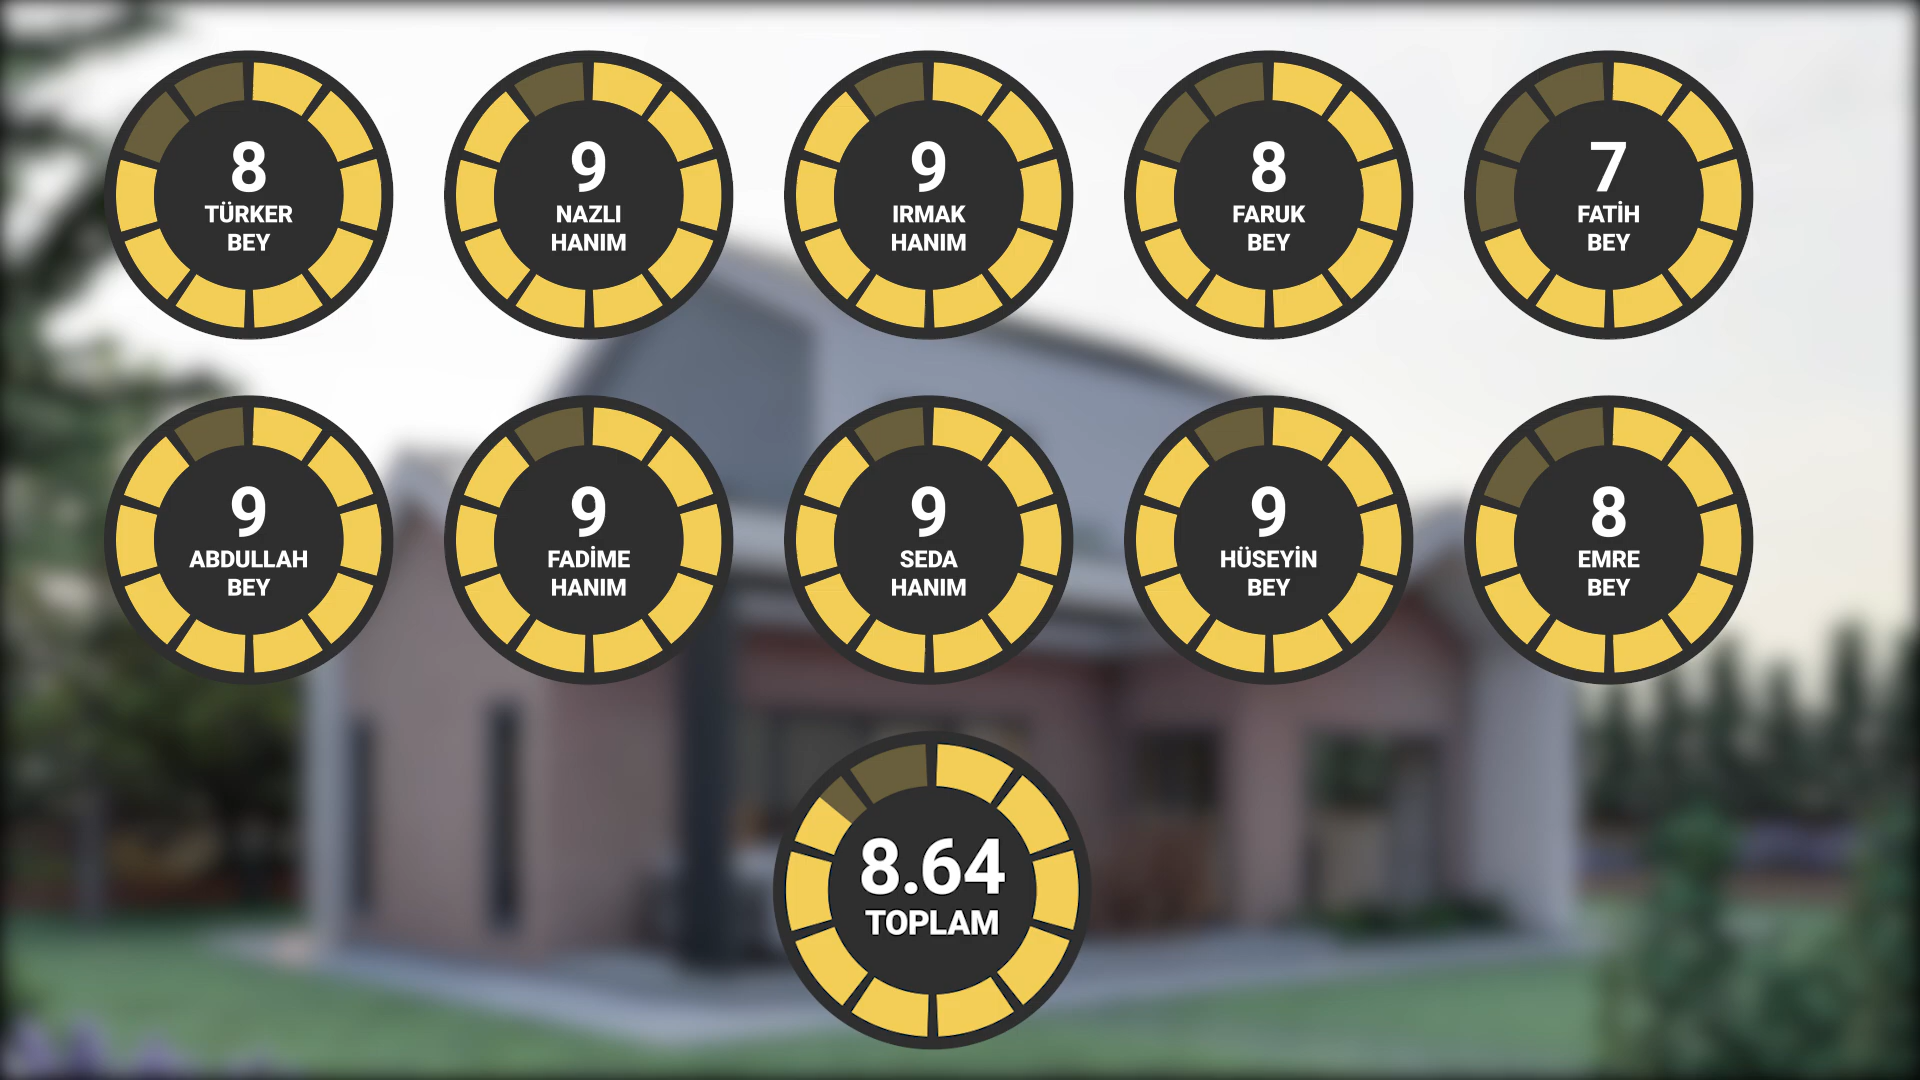 8
TÜRKER
BEY
9
NAZLI
HANIM
9
IRMAK
HANIM
8
FARUK
BEY
7
FATİH
BEY
9
ABDULLAH
BEY
9
FADİME
HANIM
9
SEDA
HANIM
9
HÜSEYİN
BEY
8
EMRE
BEY
8.64
TOPLAM